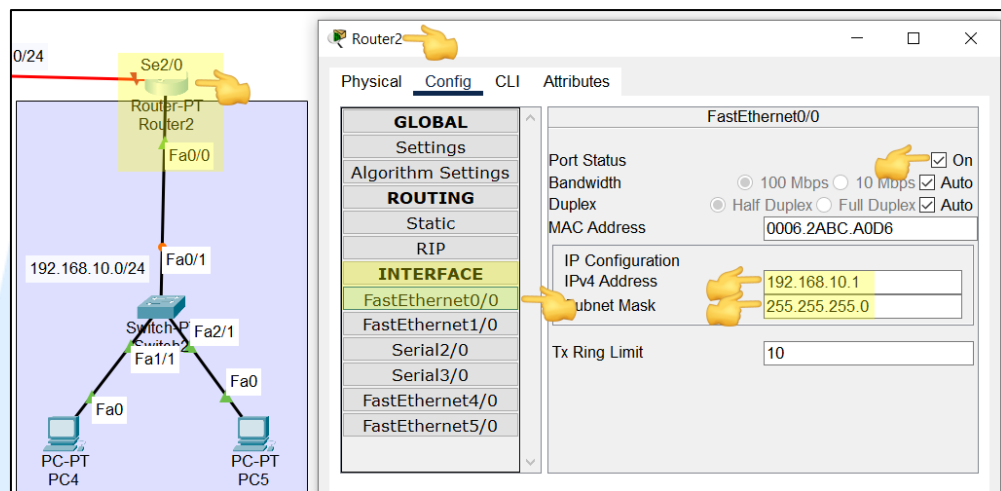 0/24
Se2/0
Router-PT
Router2
Fa0/0
192.168.10.0/24
Fa0/1
Fa2/1
Fa1/1
Fa0
Fa0
PC-PT
PC4
PC-PT
PC5
Router2
Physical Config CLI Attributes
GLOBAL
Settings
Algorithm Settings
ROUTING
Static
RIP
INTERFACE
FastEthernet0/0
FastEthernet1/0
Serial2/0
Serial3/0
FastEthernet4/0
FastEthernet5/0
FastEthernet0/0
Port Status On
Bandwidth 100 Mbps 10 Mbps Auto
Duplex Half Duplex Full Duplex Auto
MAC Address 0006.2ABC.A0D6
IP Configuration
IPv4 Address 192.168.10.1
Subnet Mask 255.255.255.0
Tx Ring Limit 10